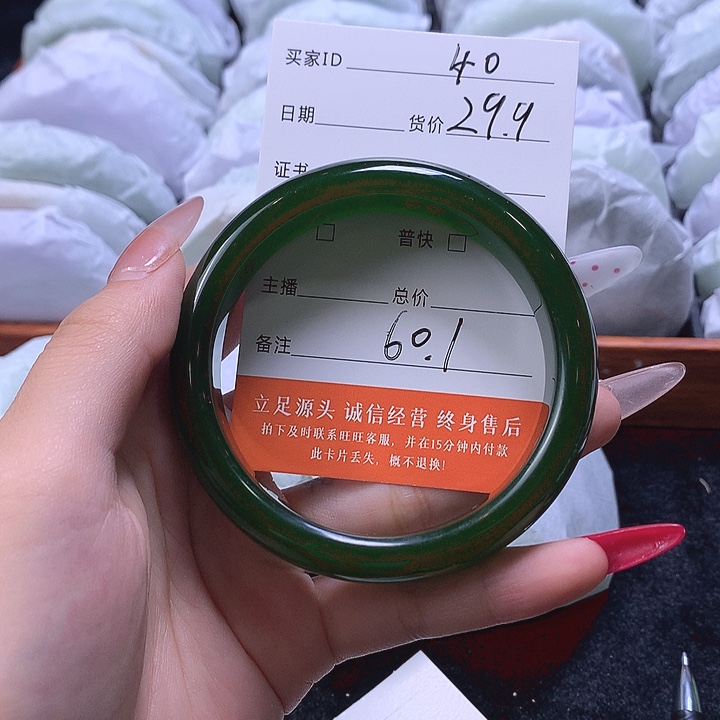 买家ID 40
日期 货价 29.9
证书
□ 普快 □
主播 总价
备注 60.1
立足源头 诚信经营 终身售后
拍下及时联系旺旺客服，并在15分钟内付款
此卡片丢失，概不退换！